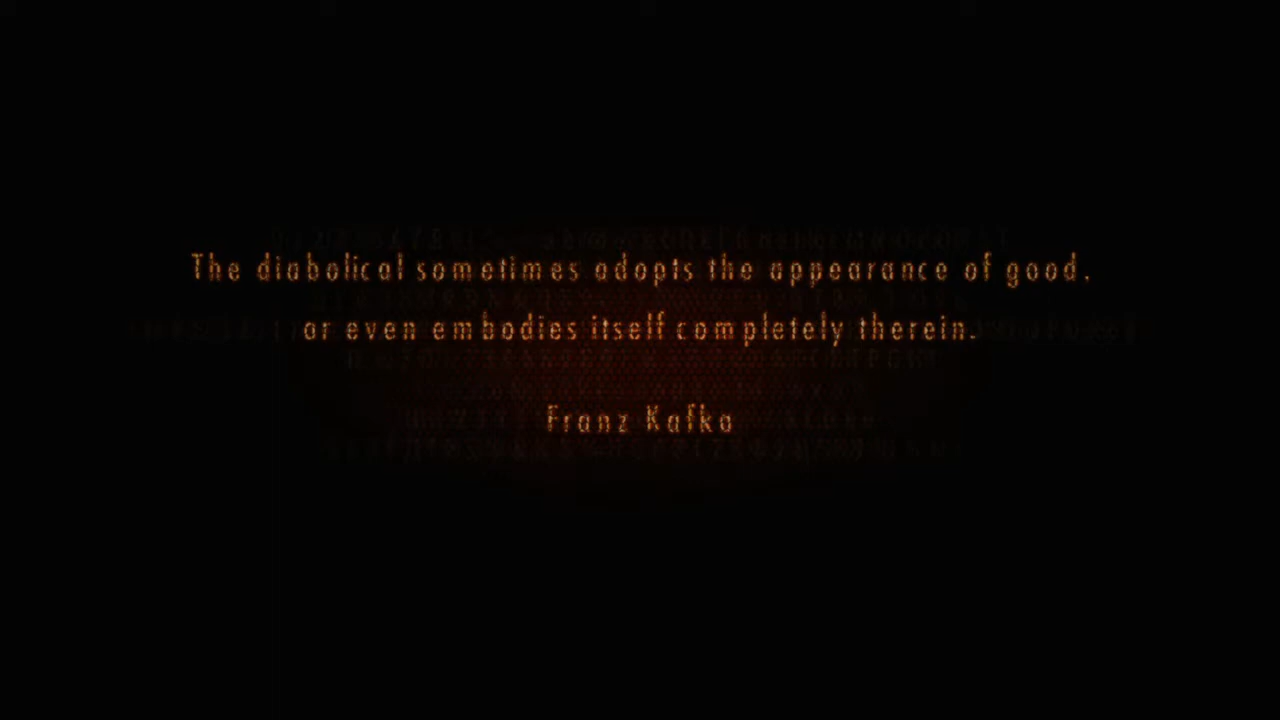 The diabolical sometimes adopts the appearance of good.
or even embodies itself completely therein.
Franz Kafka